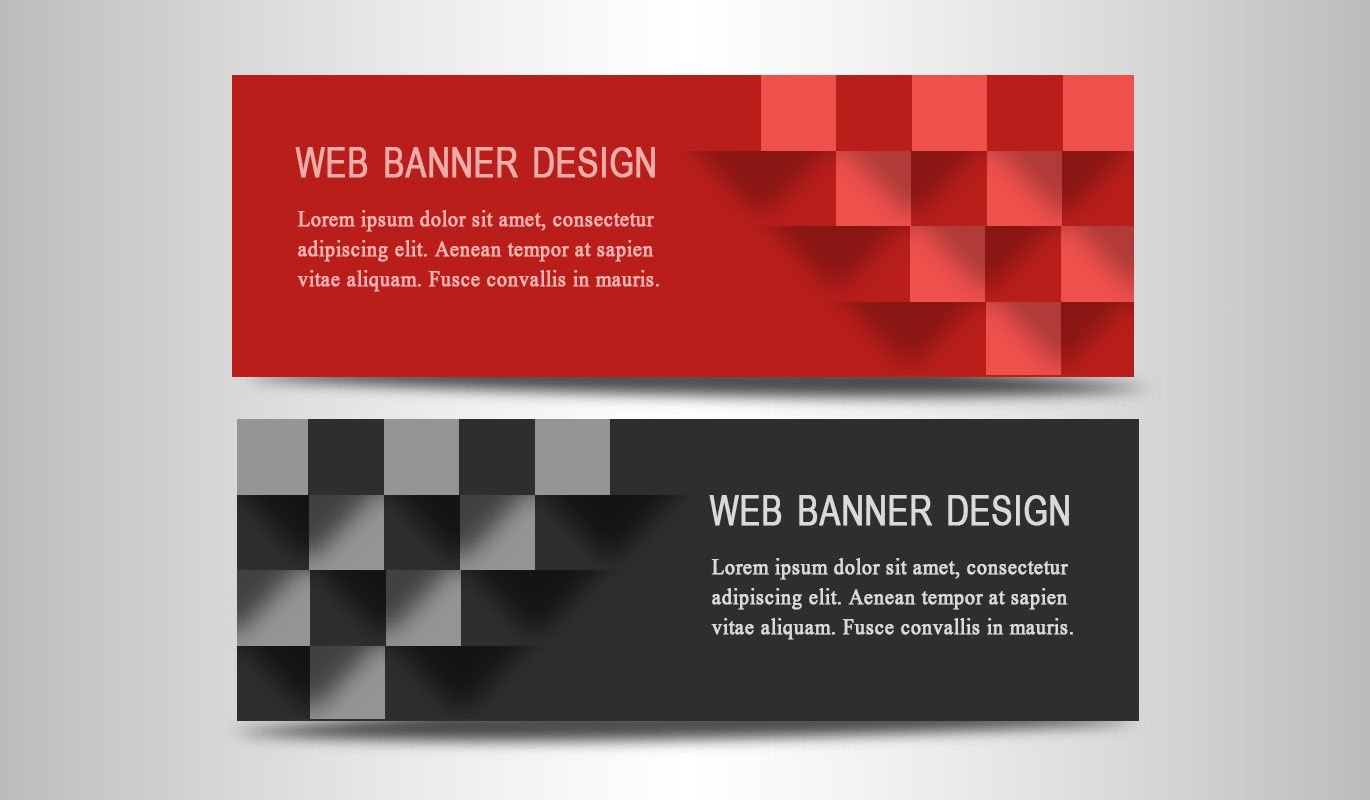 WEB BANNER DESIGN
Lorem ipsum dolor sit amet, consectetur
adipiscing elit. Aenean tempor at sapien
vitae aliquam. Fusce convallis in mauris.
WEB BANNER DESIGN
Lorem ipsum dolor sit amet, consectetur
adipiscing elit. Aenean tempor at sapien
vitae aliquam. Fusce convallis in mauris.